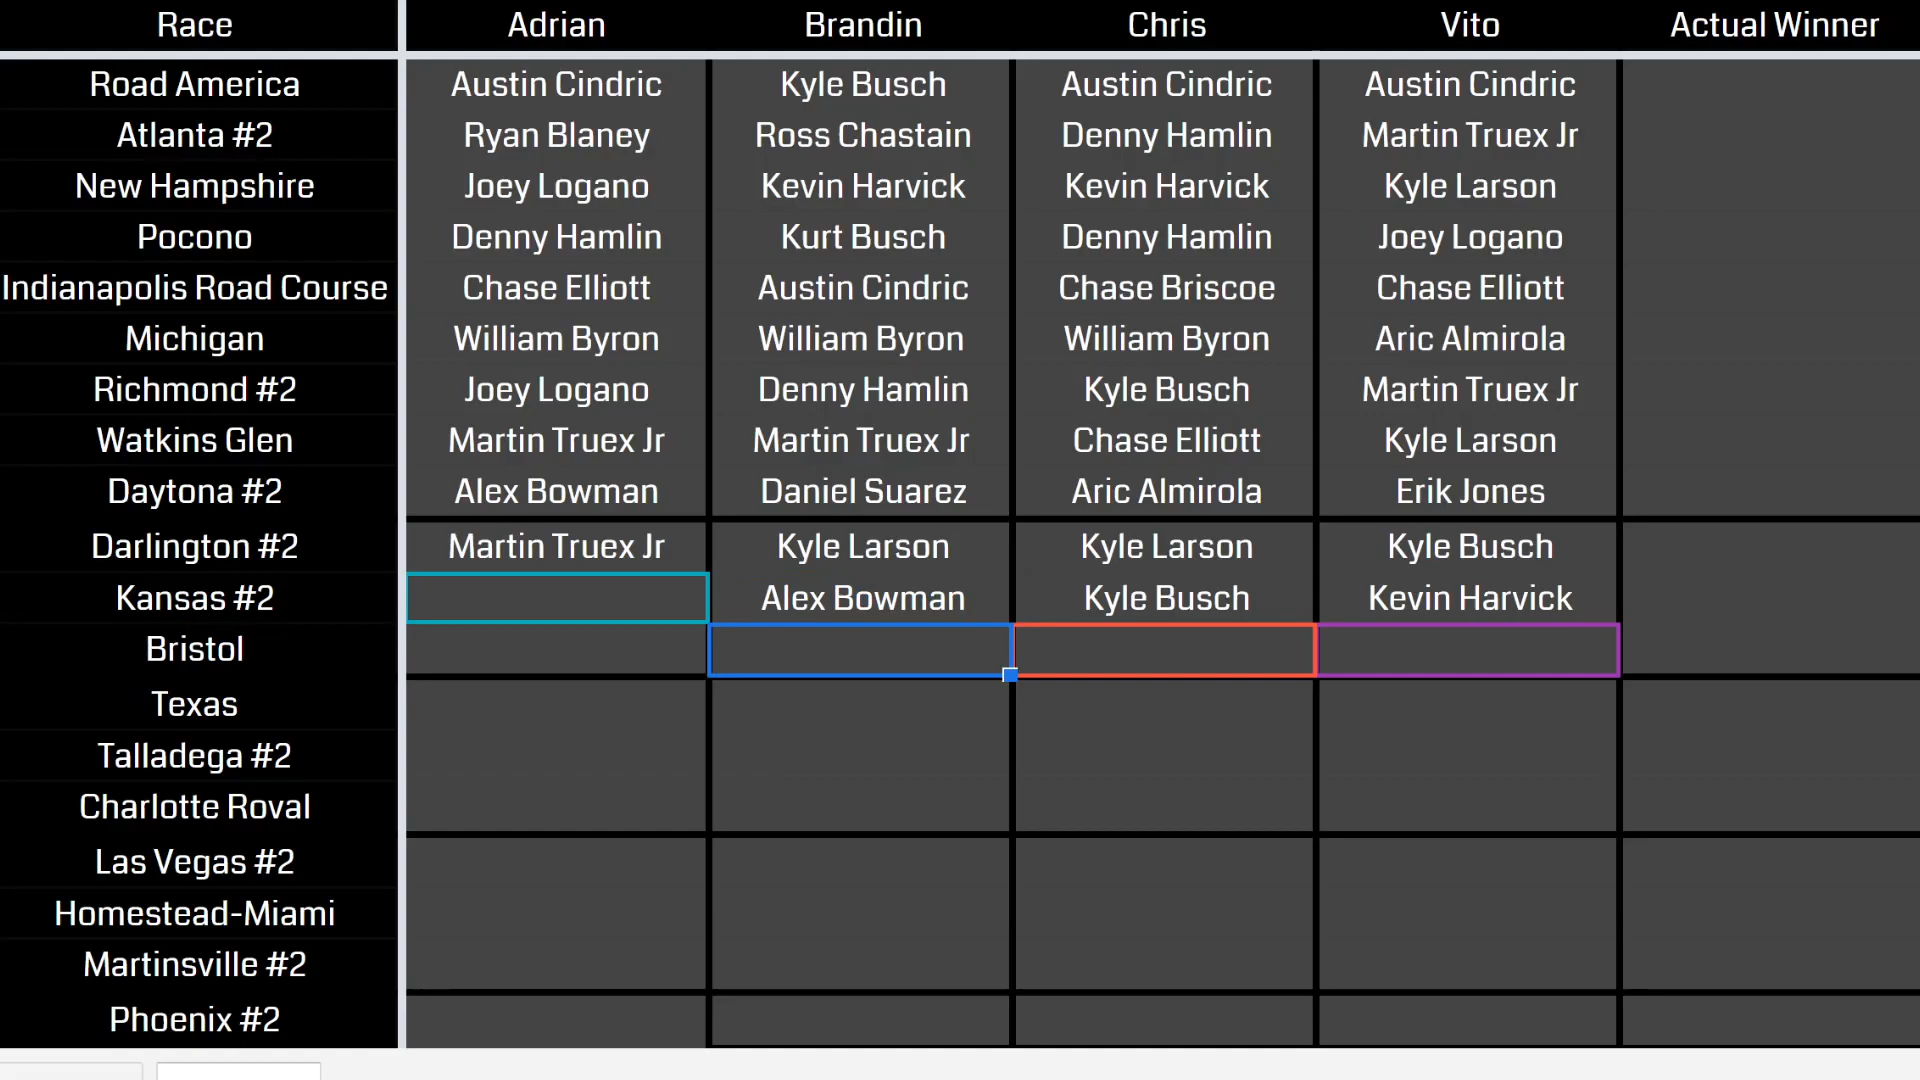 Race Adrian Brandin Chris Vito Actual Winner
Road America Austin Cindric Kyle Busch Austin Cindric Austin Cindric
Atlanta #2 Ryan Blaney Ross Chastain Denny Hamlin Martin Truex Jr
New Hampshire Joey Logano Kevin Harvick Kevin Harvick Kyle Larson
Pocono Denny Hamlin Kurt Busch Denny Hamlin Joey Logano
Indianapolis Road Course Chase Elliott Austin Cindric Chase Briscoe Chase Elliott
Michigan William Byron William Byron William Byron Aric Almirola
Richmond #2 Joey Logano Denny Hamlin Kyle Busch Martin Truex Jr
Watkins Glen Martin Truex Jr Martin Truex Jr Chase Elliott Kyle Larson
Daytona #2 Alex Bowman Daniel Suarez Aric Almirola Erik Jones
Darlington #2 Martin Truex Jr Kyle Larson Kyle Larson Kyle Busch
Kansas #2 Alex Bowman Kyle Busch Kevin Harvick
Bristol
Texas
Talladega #2
Charlotte Roval
Las Vegas #2
Homestead-Miami
Martinsville #2
Phoenix #2